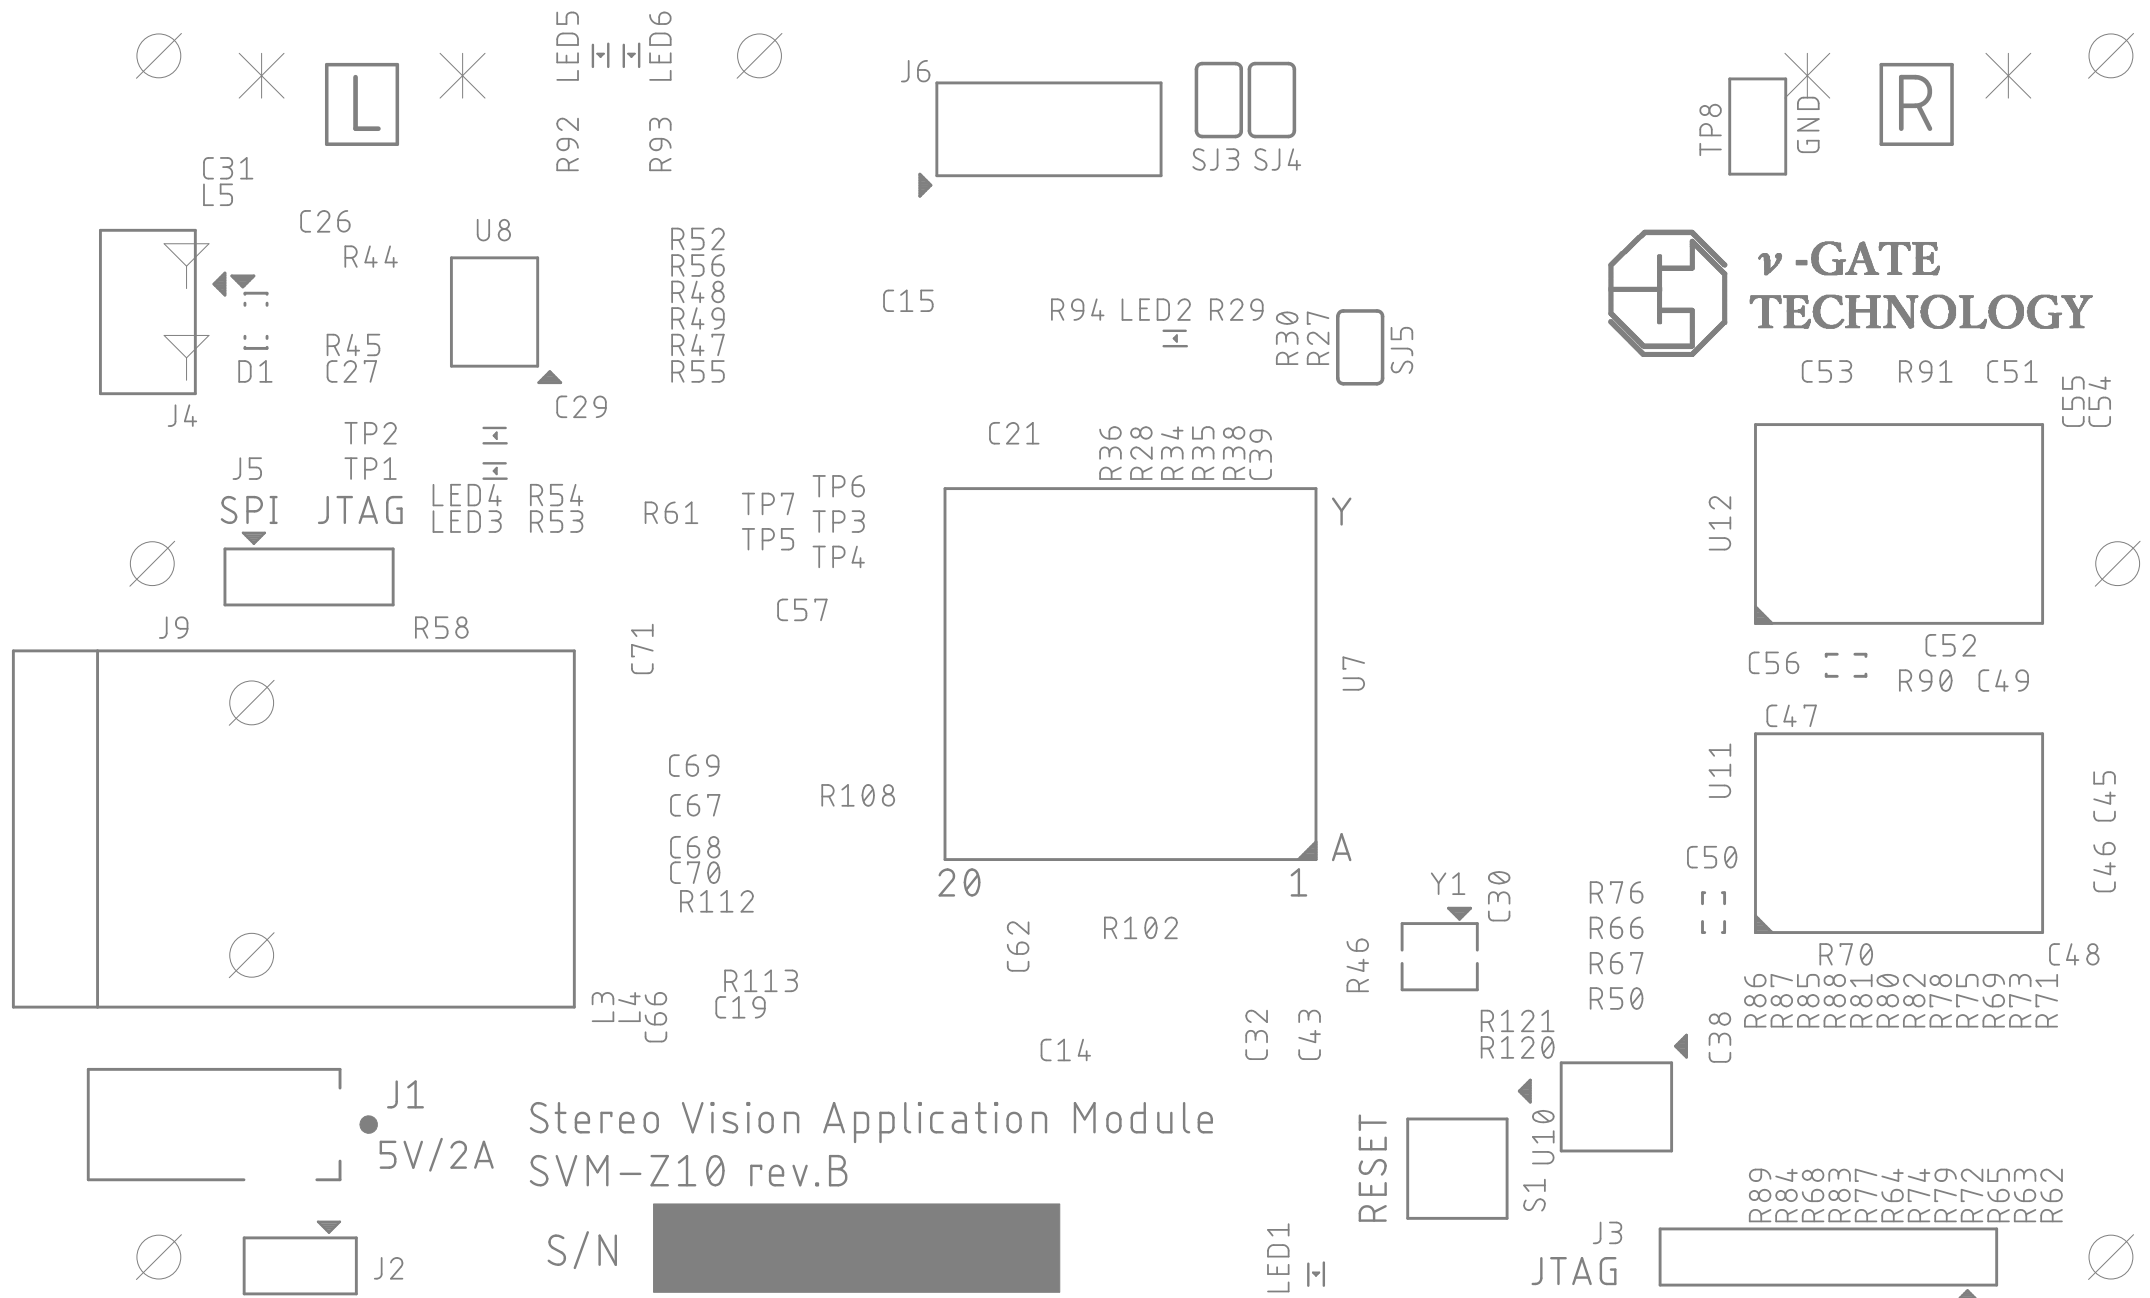 LED5
LED6
J6
L
R
TP8
GND
R92
R93
SJ3
SJ4
C31
L5
C26
U8
R44
R52
R56
R48
R49
R47
R55
C15
R94
LED2
R29
R30
R27
SJ5
ν-GATE
TECHNOLOGY
R45
C27
D1
J4
C29
C53
R91
C51
C55
C54
TP2
TP1
J5
SPI
JTAG
LED4
LED3
R54
R53
R61
TP7
TP5
TP6
TP3
TP4
C21
R36
R28
R34
R35
R38
C39
Y
U12
J9
R58
C57
C71
U7
C56
C52
R90
C49
C47
U11
C69
C67
C68
C70
R112
R108
A
20
1
C45
C46
C50
Y1
C30
R76
R66
R67
R50
R102
C62
R46
R70
C48
R113
C19
L3
L4
C66
R86
R87
R85
R88
R81
R80
R82
R78
R75
R69
R73
R71
C14
C32
C43
R121
R120
C38
J1
5V/2A
Stereo Vision Application Module
SVM-Z10 rev.B
RESET
S1
U10
R89
R84
R68
R83
R77
R64
R74
R79
R72
R65
R63
R62
J2
S/N
LED1
J3
JTAG